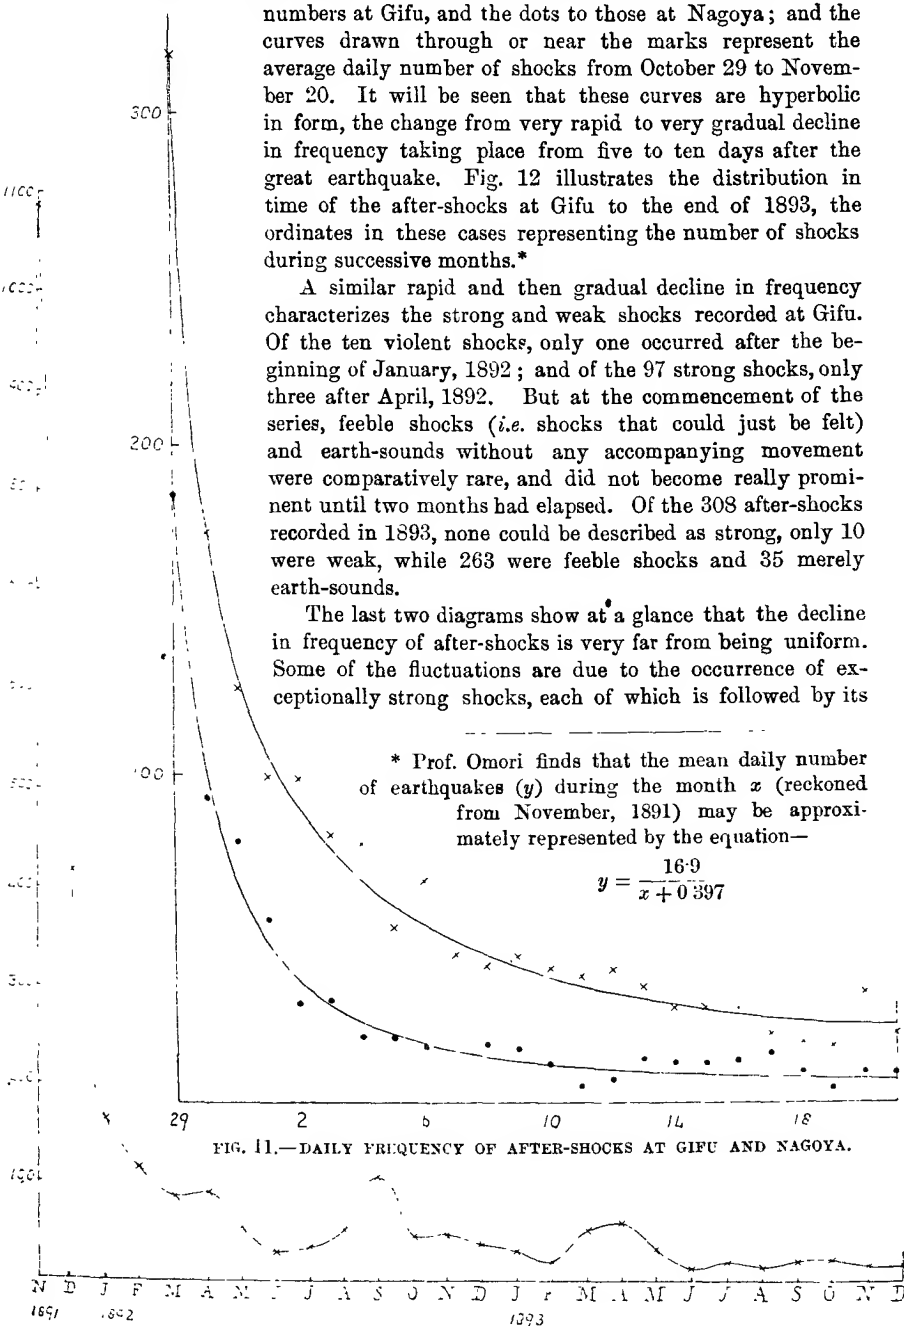 numbers at Gifu, and the dots to those at Nagoya; and the
curves drawn through or near the marks represent the
average daily number of shocks from October 29 to Novem-
ber 20. It will be seen that these curves are hyperbolic
in form, the change from very rapid to very gradual decline
in frequency taking place from five to ten days after the
great earthquake. Fig. 12 illustrates the distribution in
time of the after-shocks at Gifu to the end of 1893, the
ordinates in these cases representing the number of shocks
during successive months.*
A similar rapid and then gradual decline in frequency
characterizes the strong and weak shocks recorded at Gifu.
Of the ten violent shocks, only one occurred after the be-
ginning of January, 1892; and of the 97 strong shocks, only
three after April, 1892. But at the commencement of the
series, feeble shocks (i.e. shocks that could just be felt)
and earth-sounds without any accompanying movement
were comparatively rare, and did not become really promi-
nent until two months had elapsed. Of the 308 after-shocks
recorded in 1893, none could be described as strong, only 10
were weak, while 263 were feeble shocks and 35 merely
earth-sounds.
The last two diagrams show at a glance that the decline
in frequency of after-shocks is very far from being uniform.
Some of the fluctuations are due to the occurrence of ex-
ceptionally strong shocks, each of which is followed by its
* Prof. Omori finds that the mean daily number
of earthquakes (y) during the month x (reckoned
from November, 1891) may be approxi-
mately represented by the equation—
y = 16·9 / x + 0·397
300
200
1100
29 2 6 10 14 18
FIG. 11.—DAILY FREQUENCY OF AFTER-SHOCKS AT GIFU AND NAGOYA.
N D J F M A M J A S O N D J F M A M J J A S O N D
1891 1893